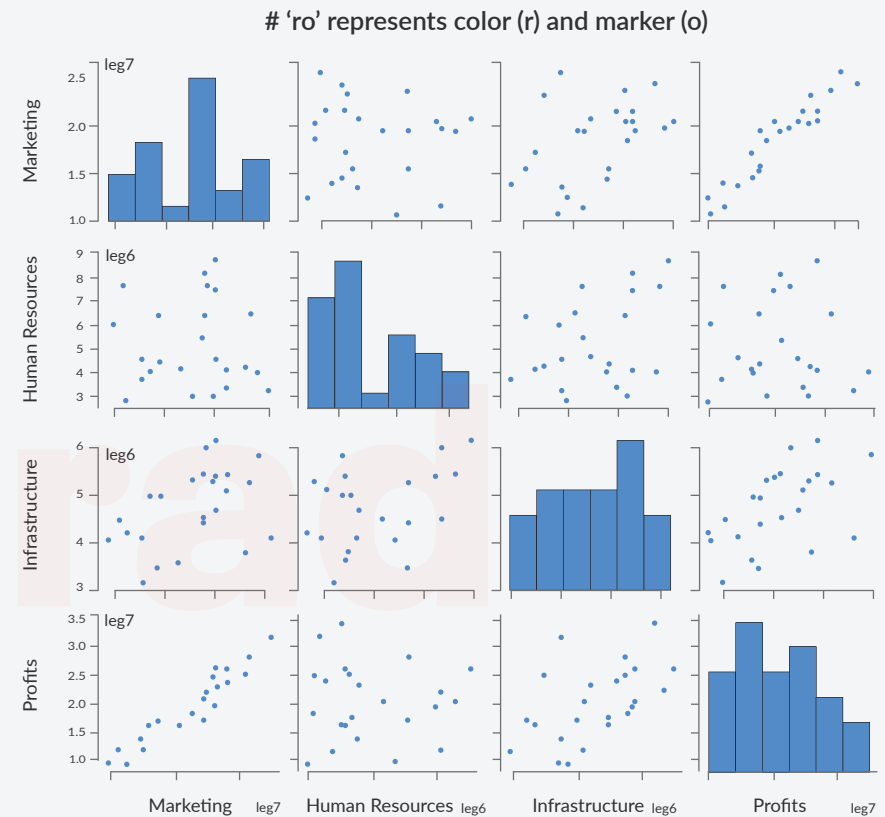 # ‘ro’ represents color (r) and marker (o)
leg7
Marketing
2.5
2.0
1.5
1.0
leg6
Human Resources
9
8
7
6
5
4
3
leg6
Infrastructure
6
5
4
3
leg7
Profits
3.5
3.0
2.5
2.0
1.5
1.0
Marketing leg7 Human Resources leg6 Infrastructure leg6 Profits leg7
rad